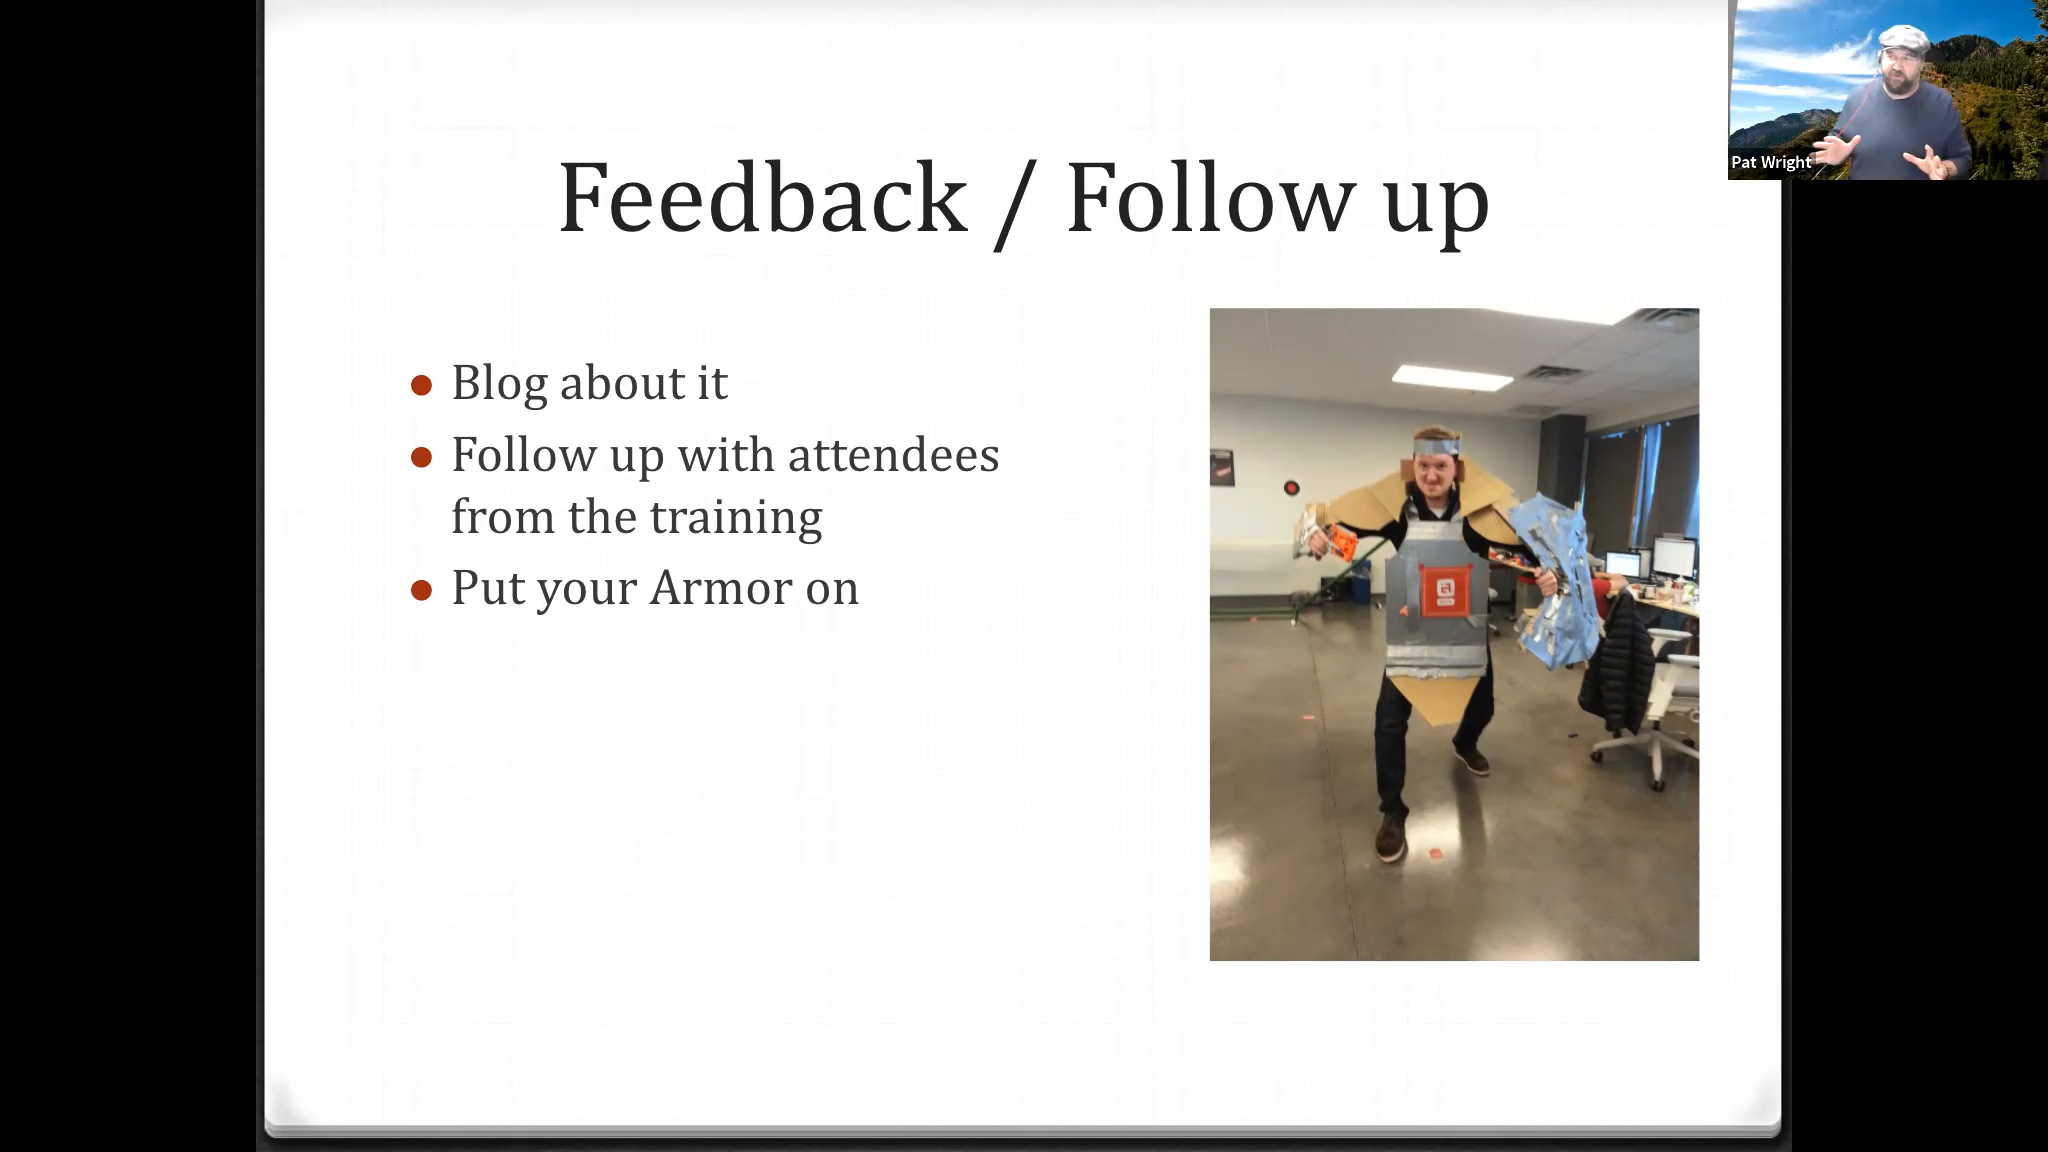 Feedback / Follow up
Pat Wright
Blog about it
Follow up with attendees
from the training
Put your Armor on
a